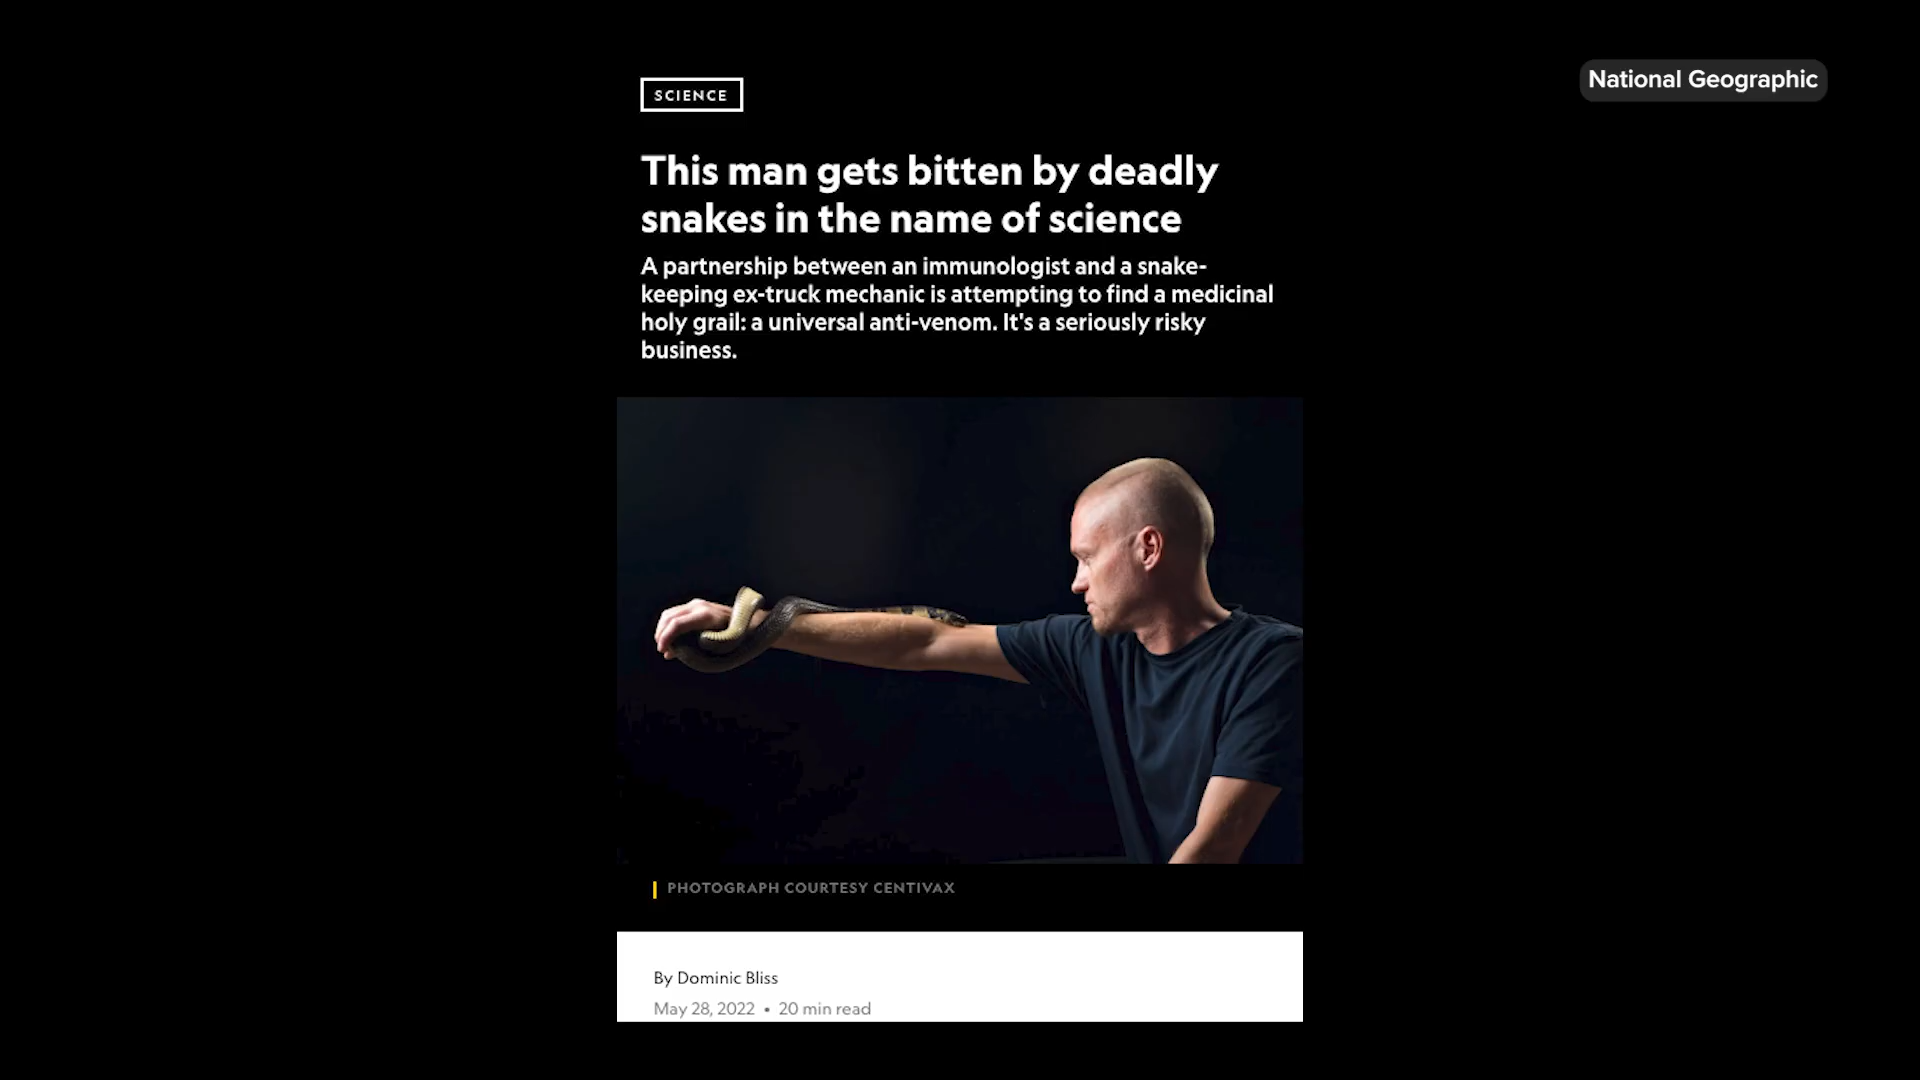 National Geographic
SCIENCE
This man gets bitten by deadly
snakes in the name of science
A partnership between an immunologist and a snake-
keeping ex-truck mechanic is attempting to find a medicinal
holy grail: a universal anti-venom. It's a seriously risky
business.
PHOTOGRAPH COURTESY CENTIVAX
By Dominic Bliss
May 28, 2022 • 20 min read